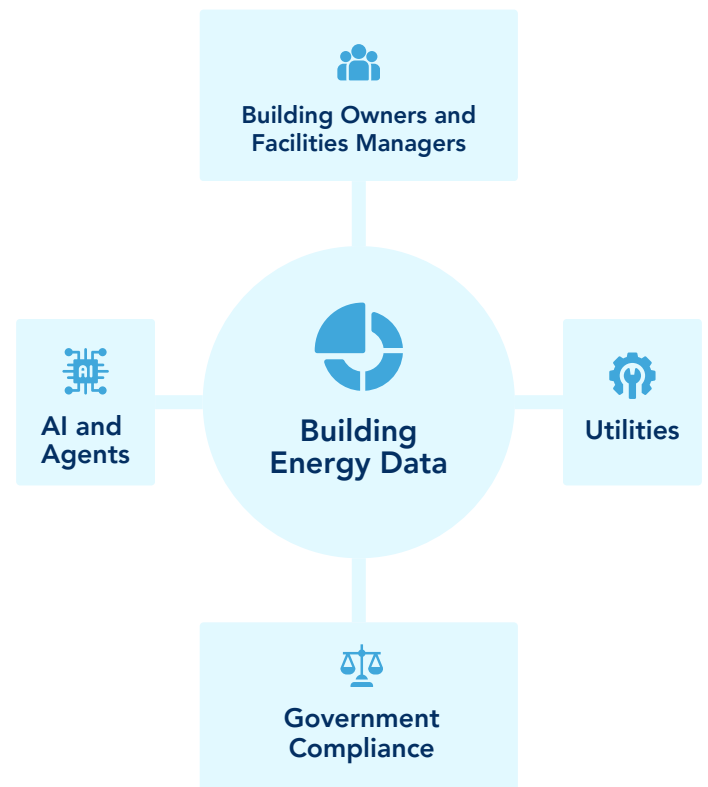 Building Owners and
Facilities Managers
AI
AI and
Agents
Building
Energy Data
Utilities
Government
Compliance